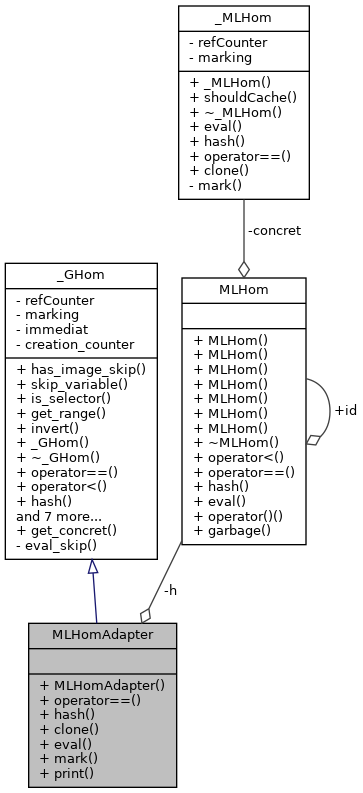 _MLHom
- refCounter
- marking
+ _MLHom()
+ shouldCache()
+ ~_MLHom()
+ eval()
+ hash()
+ operator==()
+ clone()
- mark()
-concret
_GHom
- refCounter
- marking
- immediat
- creation_counter
+ has_image_skip()
+ skip_variable()
+ is_selector()
+ get_range()
+ invert()
+ _GHom()
+ ~_GHom()
+ operator==()
+ operator<()
+ hash()
and 7 more...
+ get_concret()
- eval_skip()
MLHom
+ MLHom()
+ MLHom()
+ MLHom()
+ MLHom()
+ MLHom()
+ MLHom()
+ MLHom()
+ ~MLHom()
+ operator<()
+ operator==()
+ hash()
+ eval()
+ operator()()
+ garbage()
+id
-h
MLHomAdapter
+ MLHomAdapter()
+ operator==()
+ hash()
+ clone()
+ eval()
+ mark()
+ print()